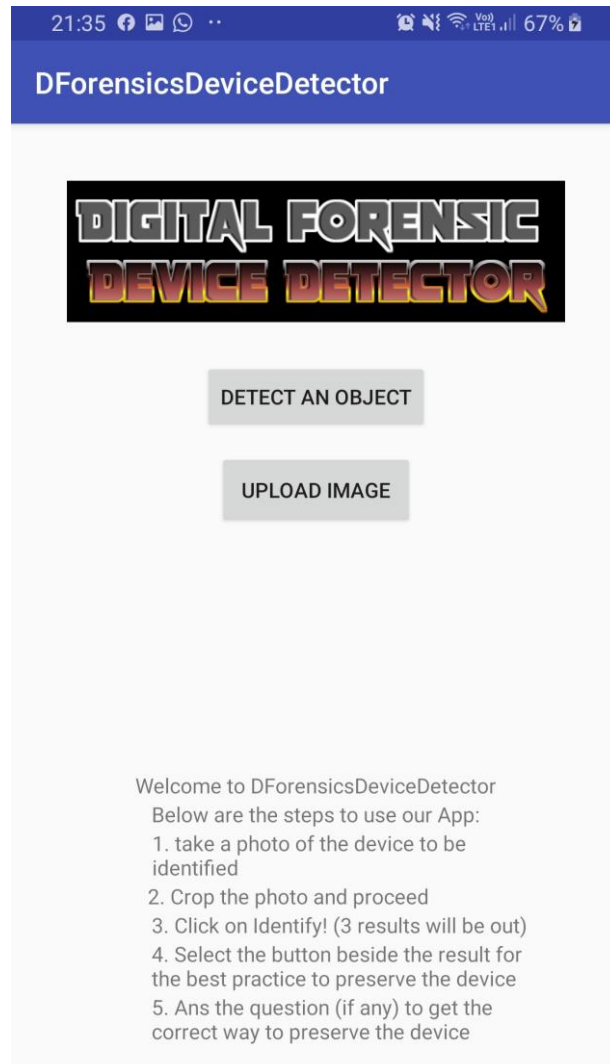 21:35
Vo)) LTE1 67%
DForensicsDeviceDetector
DIGITAL FORENSIC
DEVICE DETECTOR
DETECT AN OBJECT
UPLOAD IMAGE
Welcome to DForensicsDeviceDetector
Below are the steps to use our App:
1. take a photo of the device to be
identified
2. Crop the photo and proceed
3. Click on Identify! (3 results will be out)
4. Select the button beside the result for
the best practice to preserve the device
5. Ans the question (if any) to get the
correct way to preserve the device